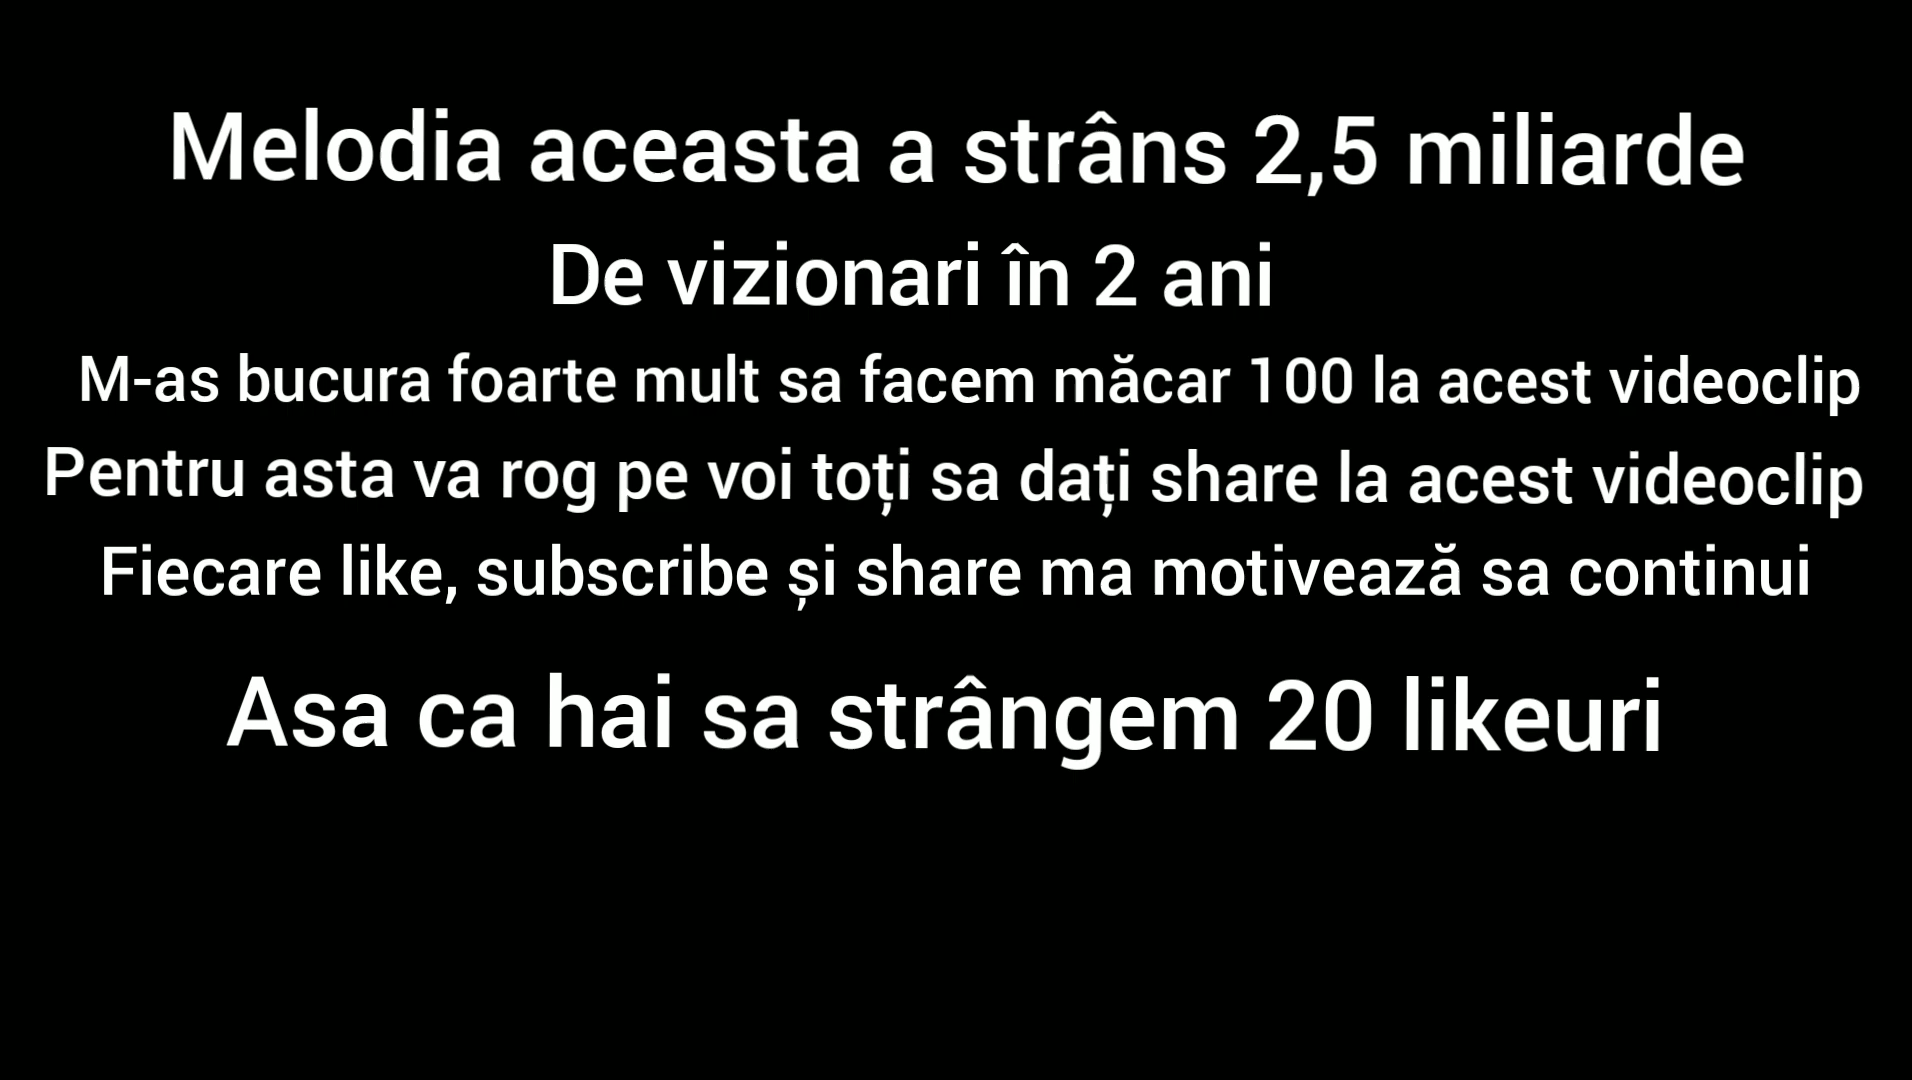 Melodia aceasta a strâns 2,5 miliarde
De vizionari în 2 ani
M-as bucura foarte mult sa facem măcar 100 la acest videoclip
Pentru asta va rog pe voi toți sa dați share la acest videoclip
Fiecare like, subscribe și share ma motivează sa continui
Asa ca hai sa strângem 20 likeuri